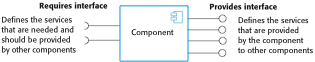 Requires interface
Defines the services
that are needed and
should be provided
by other components
Component
Provides interface
Defines the services
that are provided
by the component
to other components